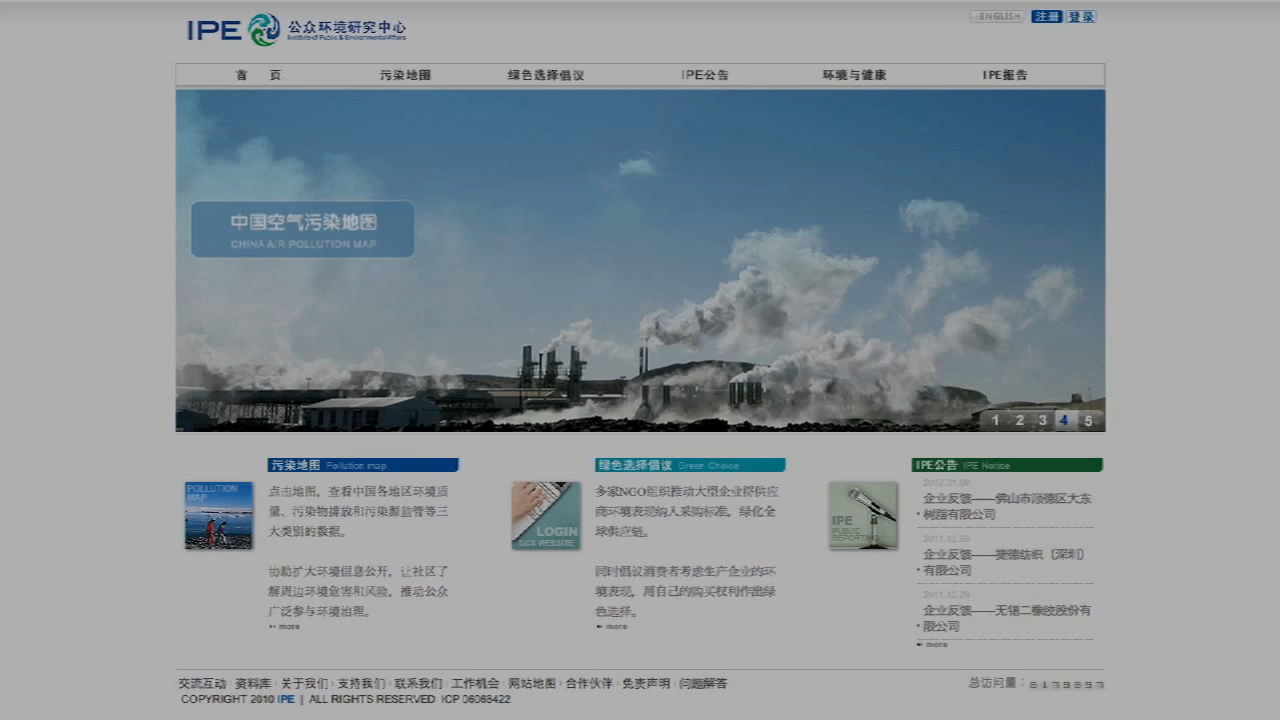 IPE 公众环境研究中心
Institute of Public & Environmental Affairs
ENGLISH 注册 登录
首 页 污染地图 绿色选择倡议 IPE公告 环境与健康 IPE报告
中国空气污染地图
CHINA AIR POLLUTION MAP
1 2 3 4 5
污染地图 Pollution map
POLLUTION
MAP
点击地图，查看中国各地区环境质
量、污染物排放和污染源监管等三
大类别的数据。
协助扩大环境信息公开，让社区了
解周边环境危害和风险，推动公众
广泛参与环境治理。
more
绿色选择倡议 Green Choice
LOGIN
GCA WEBSITE
多家NGO组织推动大型企业将供应
商环境表现纳入采购标准，绿化全
球供应链。
同时倡议消费者考虑生产企业的环
境表现，用自己的购买权利作出绿
色选择。
more
IPE公告 IPE Notice
IPE
PUBLIC
REPORTING
2012.01.06
企业反馈——佛山市顺德区大东
树脂有限公司
2011.12.29
企业反馈——捷德纺织（深圳）
有限公司
2011.12.29
企业反馈——无锡二橡胶股份有
限公司
more
交流互动 资料库 关于我们 支持我们 联系我们 工作机会 网站地图 合作伙伴 免责声明 问题解答
COPYRIGHT 2010 IPE | ALL RIGHTS RESERVED ICP 06068422
总访问量：